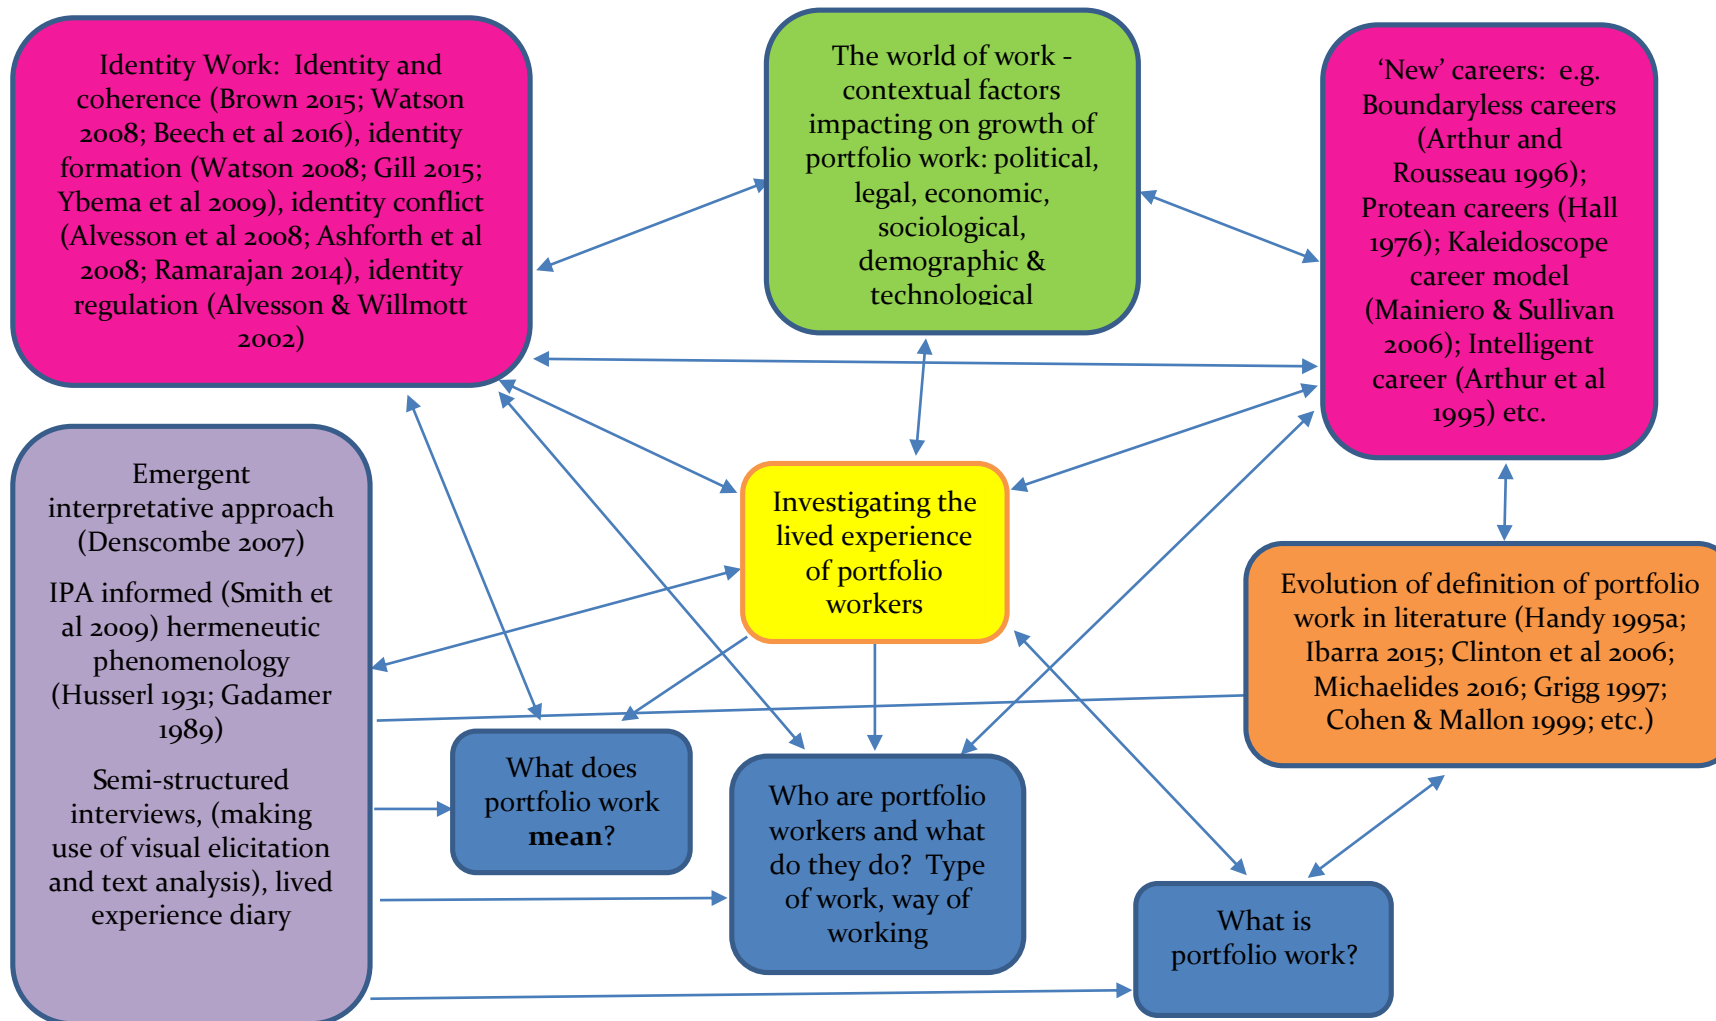 Identity Work:  Identity and
coherence (Brown 2015; Watson
2008; Beech et al 2016), identity
formation (Watson 2008; Gill 2015;
Ybema et al 2009), identity conflict
(Alvesson et al 2008; Ashforth et al
2008; Ramarajan 2014), identity
regulation (Alvesson & Willmott
2002)
The world of work -
contextual factors
impacting on growth of
portfolio work: political,
legal, economic,
sociological,
demographic &
technological
‘New’ careers:  e.g.
Boundaryless careers
(Arthur and
Rousseau 1996);
Protean careers (Hall
1976); Kaleidoscope
career model
(Mainiero & Sullivan
2006); Intelligent
career (Arthur et al
1995) etc.
Emergent
interpretative approach
(Denscombe 2007)
IPA informed (Smith et
al 2009) hermeneutic
phenomenology
(Husserl 1931; Gadamer
1989)
Semi-structured
interviews, (making
use of visual elicitation
and text analysis), lived
experience diary
Investigating the
lived experience
of portfolio
workers
Evolution of definition of portfolio
work in literature (Handy 1995a;
Ibarra 2015; Clinton et al 2006;
Michaelides 2016; Grigg 1997;
Cohen & Mallon 1999; etc.)
What does
portfolio work
mean?
Who are portfolio
workers and what
do they do?  Type
of work, way of
working
What is
portfolio work?